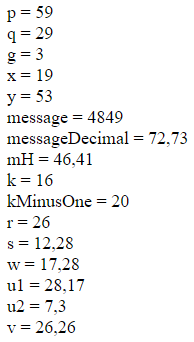 p = 59
q = 29
g = 3
x = 19
y = 53
message = 4849
messageDecimal = 72,73
mH = 46,41
k = 16
kMinusOne = 20
r = 26
s = 12,28
w = 17,28
u1 = 28,17
u2 = 7,3
v = 26,26